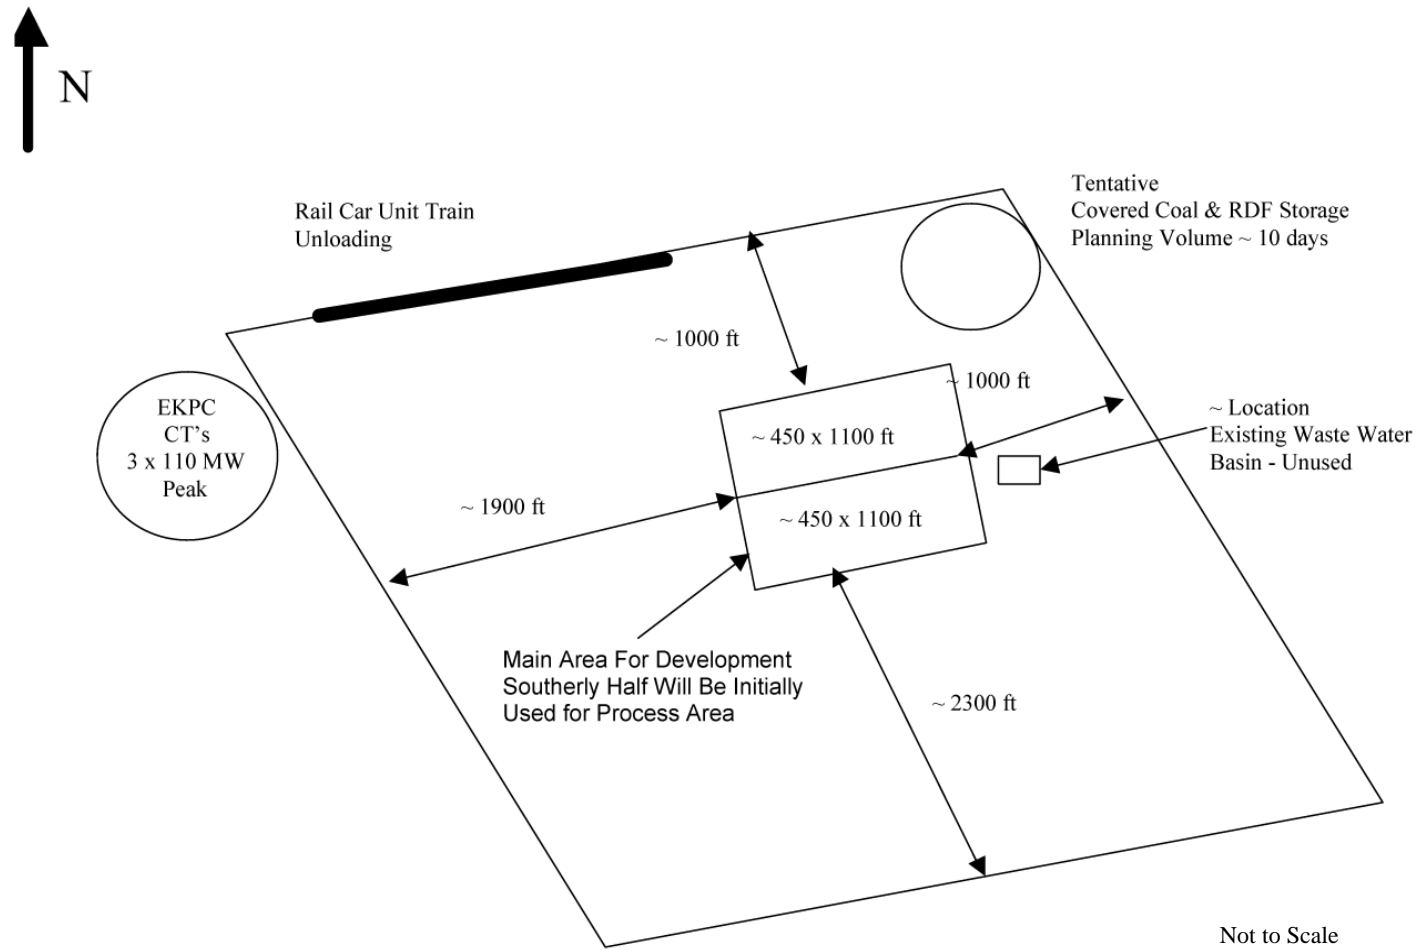 N
Rail Car Unit Train
Unloading
Tentative
Covered Coal & RDF Storage
Planning Volume ~ 10 days
~ 1000 ft
~ 1000 ft
EKPC
CT’s
3 x 110 MW
Peak
~ 450 x 1100 ft
~ Location
Existing Waste Water
Basin - Unused
~ 1900 ft
~ 450 x 1100 ft
Main Area For Development
Southerly Half Will Be Initially
Used for Process Area
~ 2300 ft
Not to Scale